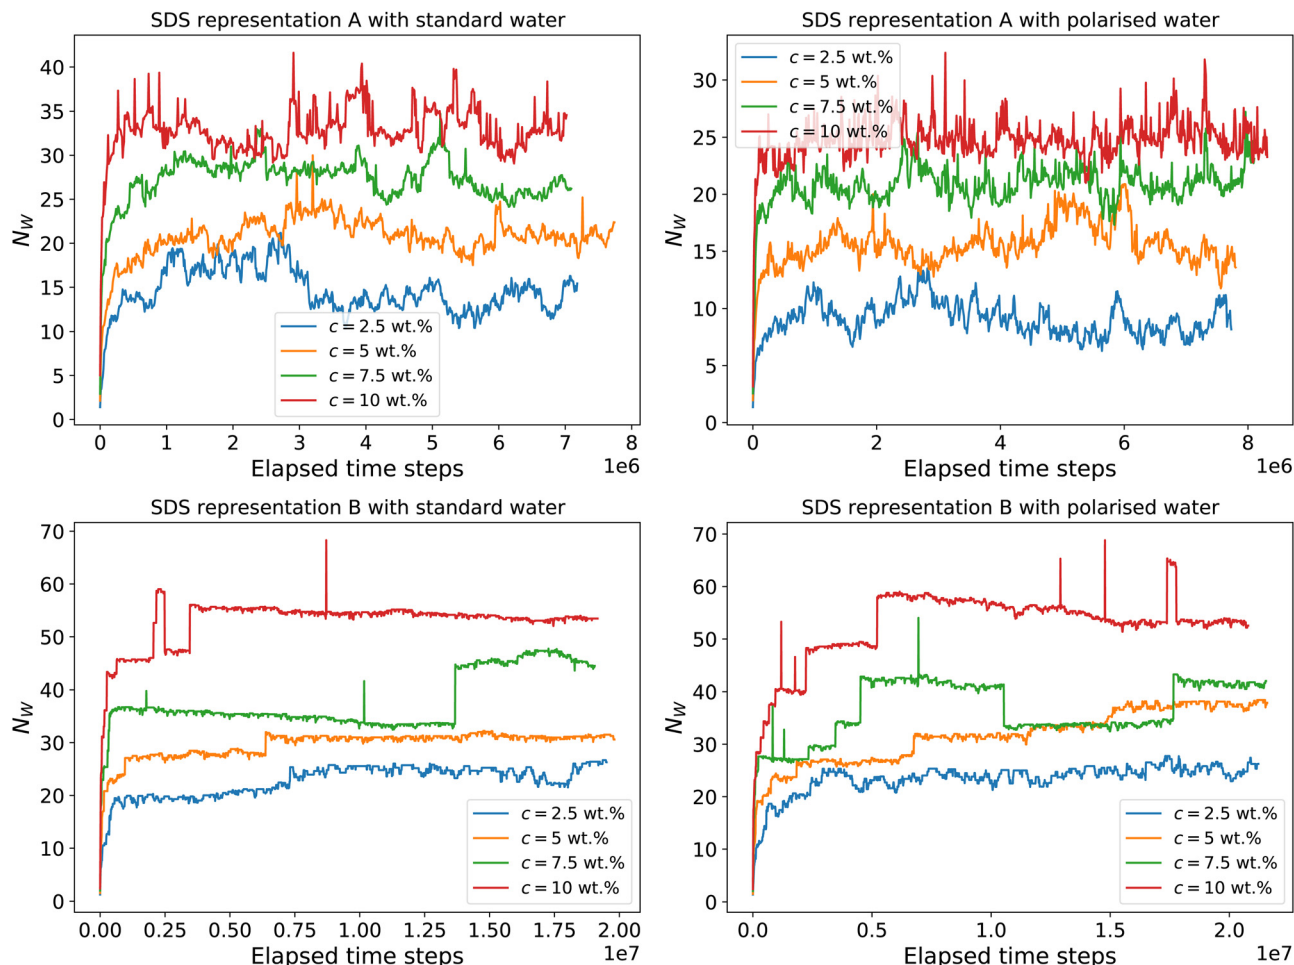 SDS representation A with standard water
40
35
30
25
20
15
10
5
0
N_W
c = 2.5 wt.%
c = 5 wt.%
c = 7.5 wt.%
c = 10 wt.%
0 1 2 3 4 5 6 7 8
Elapsed time steps 1e6
SDS representation A with polarised water
30
25
20
15
10
5
0
N_W
c = 2.5 wt.%
c = 5 wt.%
c = 7.5 wt.%
c = 10 wt.%
0 2 4 6 8
Elapsed time steps 1e6
SDS representation B with standard water
70
60
50
40
30
20
10
0
N_W
c = 2.5 wt.%
c = 5 wt.%
c = 7.5 wt.%
c = 10 wt.%
0.00 0.25 0.50 0.75 1.00 1.25 1.50 1.75 2.00
Elapsed time steps 1e7
SDS representation B with polarised water
70
60
50
40
30
20
10
0
N_W
c = 2.5 wt.%
c = 5 wt.%
c = 7.5 wt.%
c = 10 wt.%
0.0 0.5 1.0 1.5 2.0
Elapsed time steps 1e7